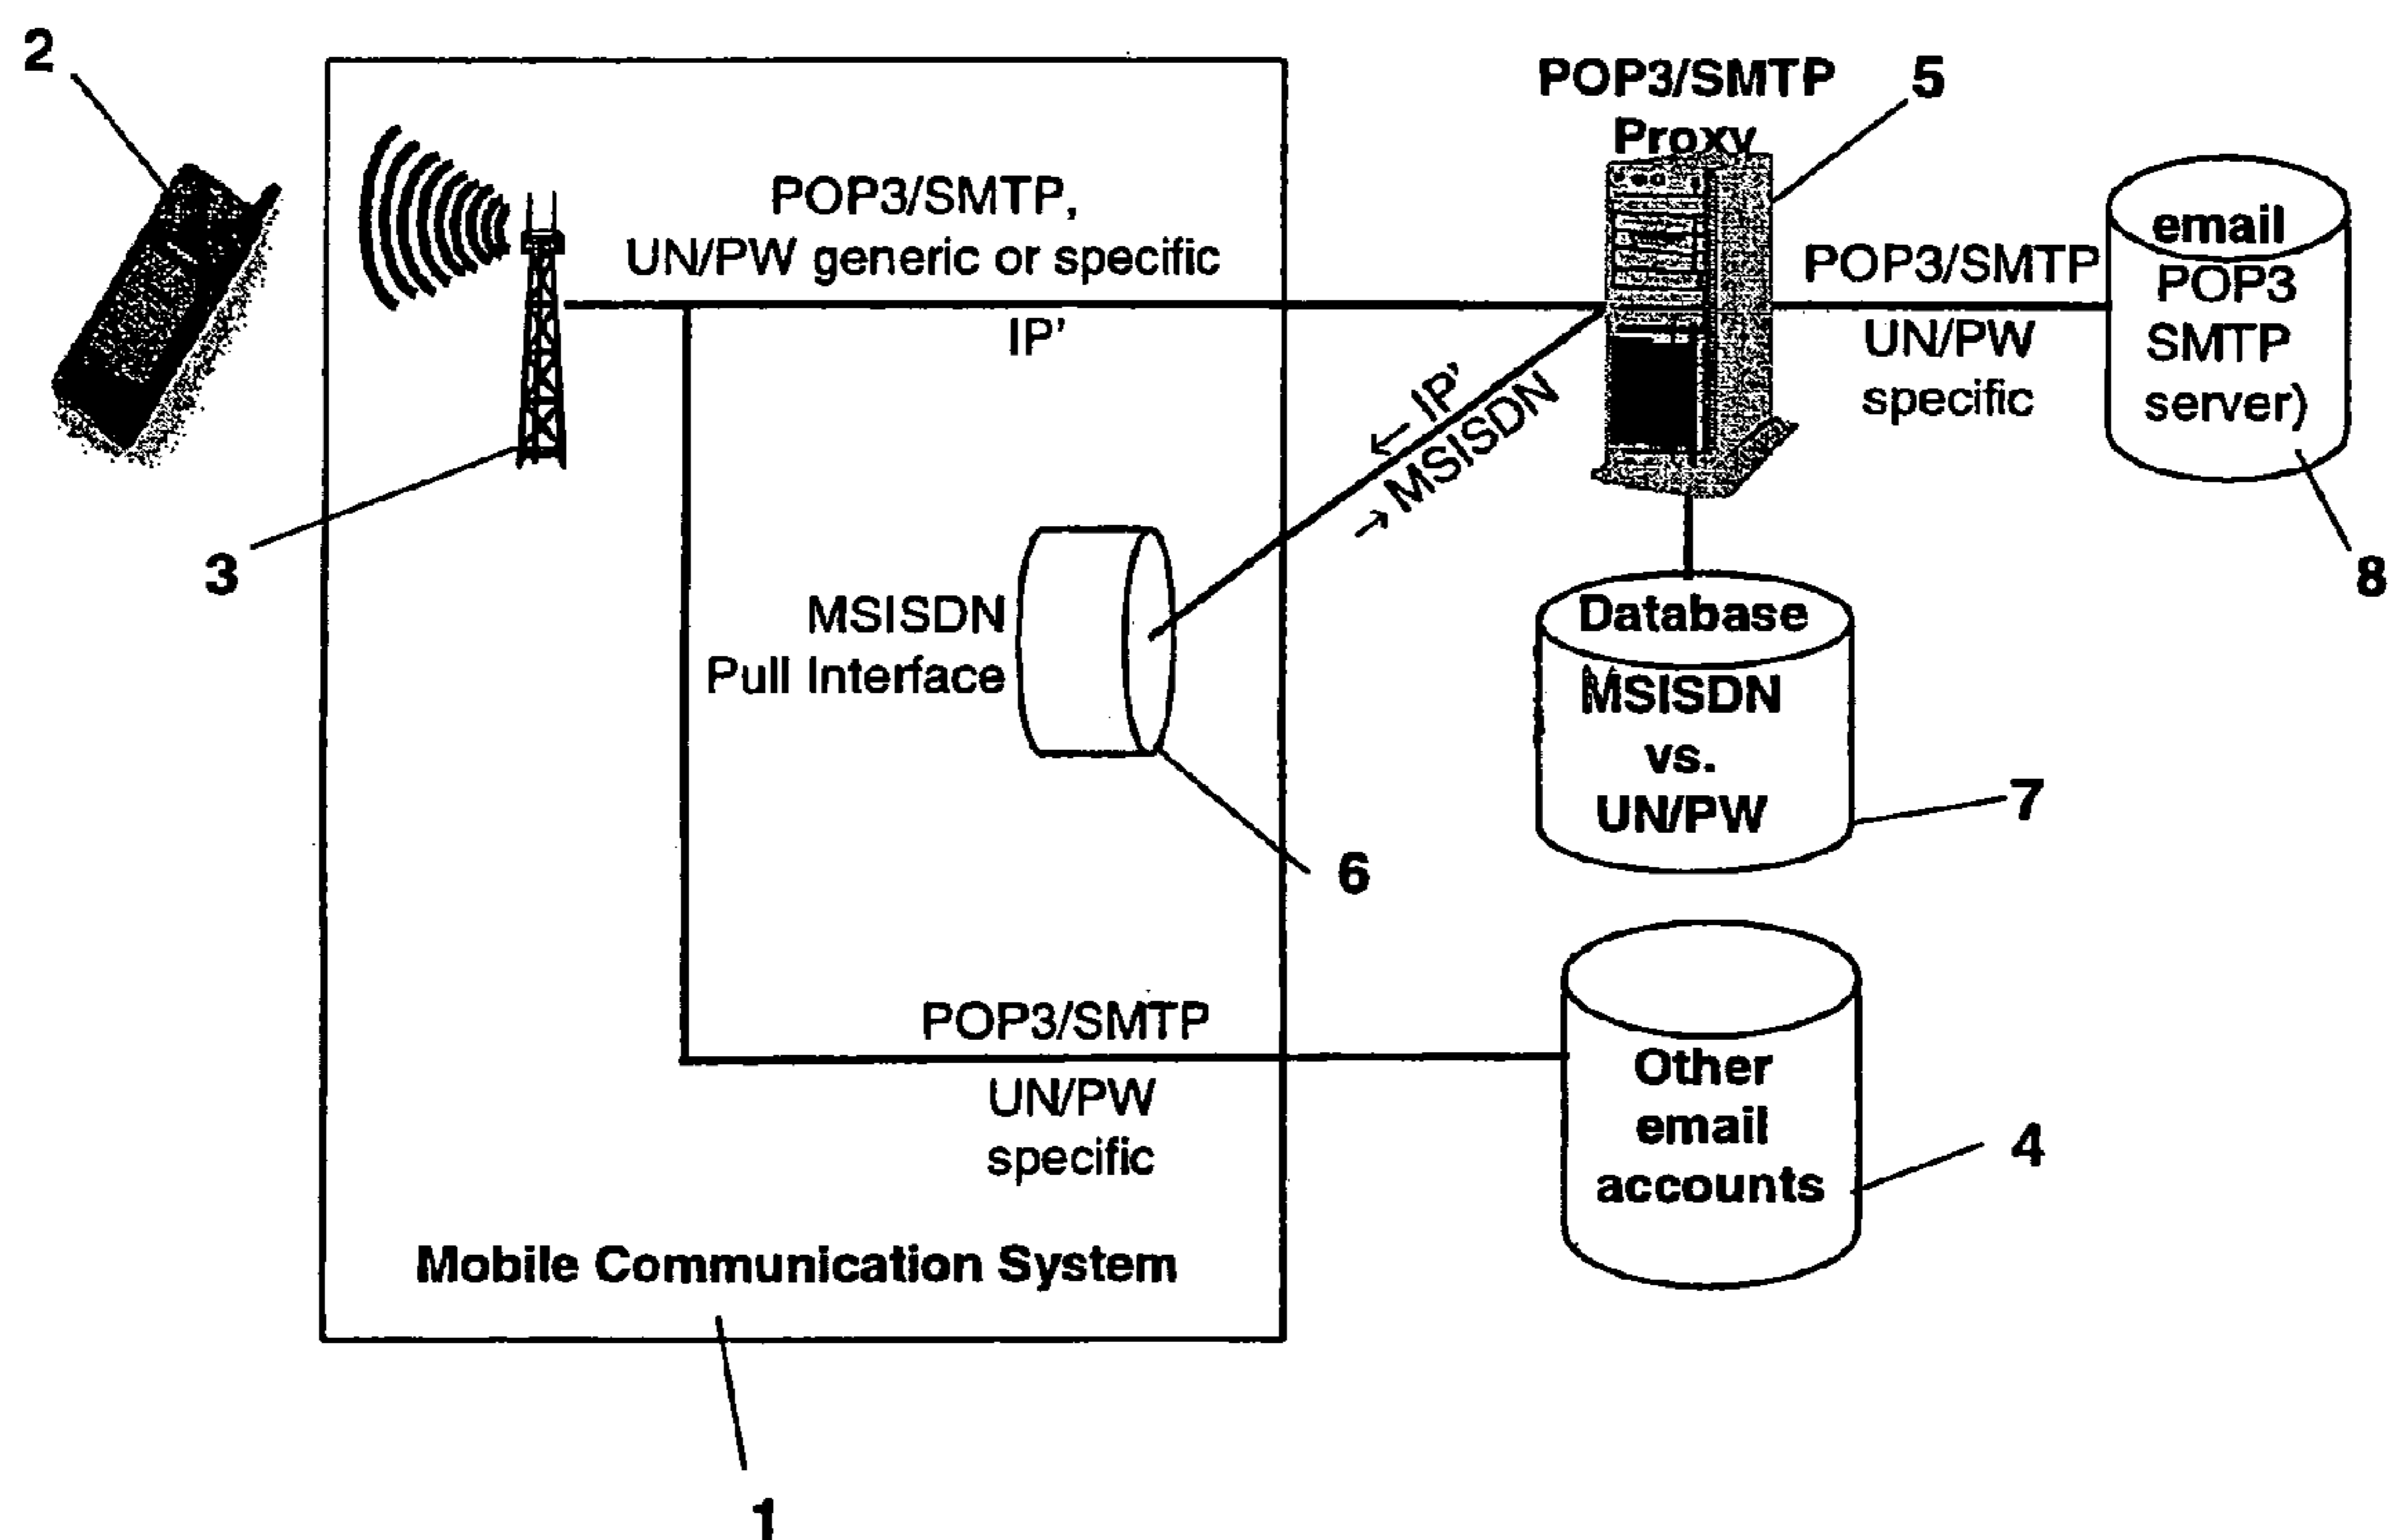 2
POP3/SMTP
Proxy
5
POP3/SMTP,
UN/PW generic or specific
IP'
← IP'
→ MSISDN
POP3/SMTP
UN/PW
specific
email
POP3
SMTP
server)
8
3
MSISDN
Pull Interface
6
Database
MSISDN
vs.
UN/PW
7
POP3/SMTP
UN/PW
specific
Other
email
accounts
4
Mobile Communication System
1